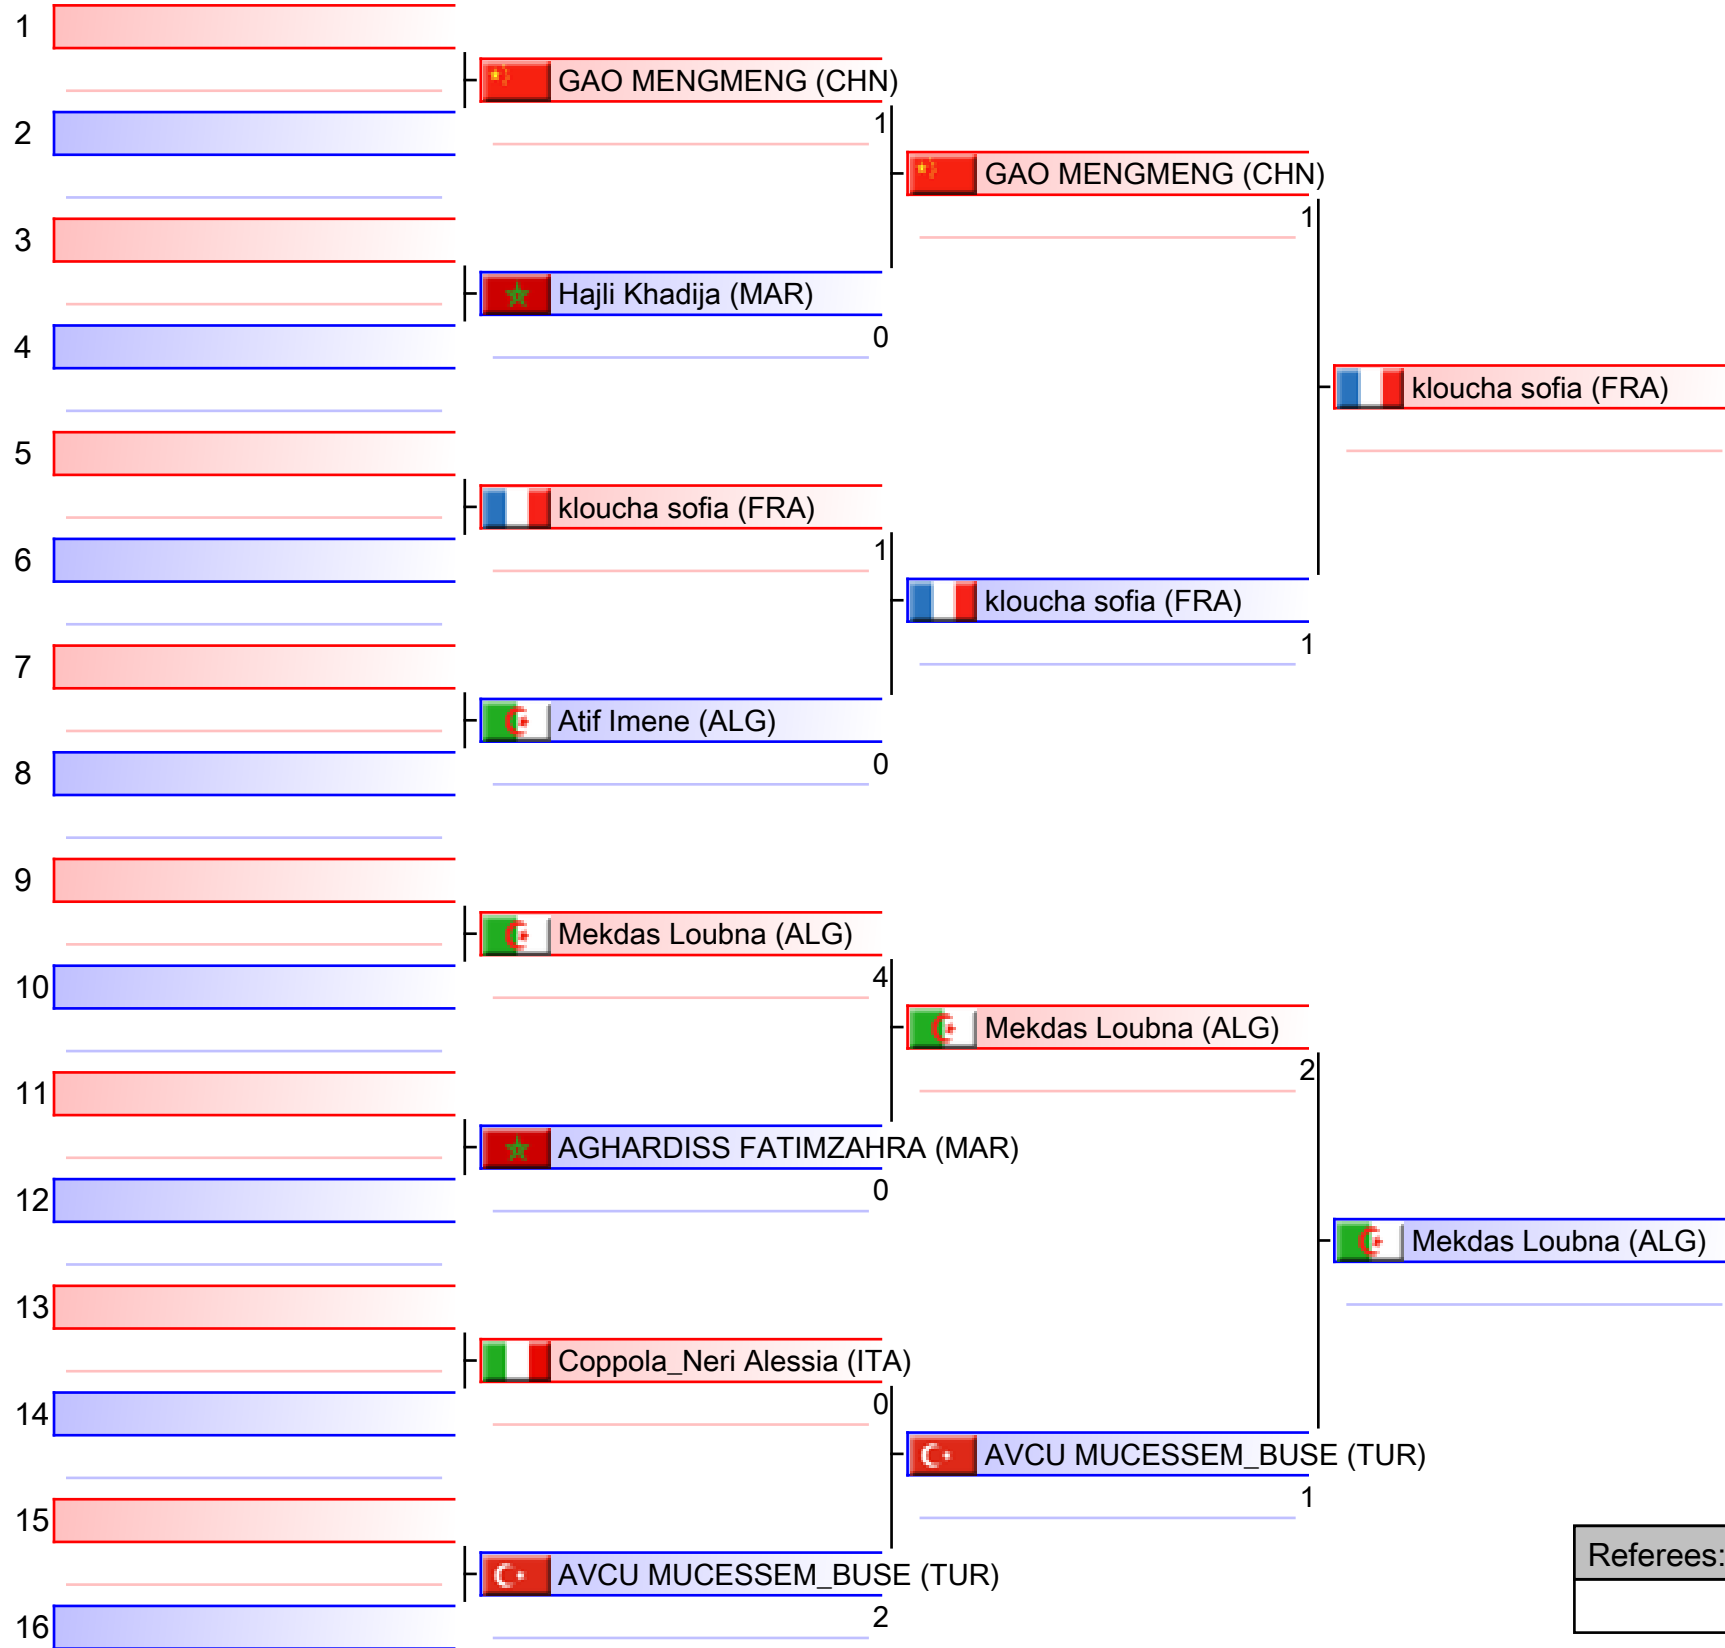 1
GAO MENGMENG (CHN)
2
1
GAO MENGMENG (CHN)
3
1
Hajli Khadija (MAR)
4
0
kloucha sofia (FRA)
5
kloucha sofia (FRA)
6
1
kloucha sofia (FRA)
7
1
Atif Imene (ALG)
8
0
9
Mekdas Loubna (ALG)
10
4
Mekdas Loubna (ALG)
11
2
AGHARDISS FATIMZAHRA (MAR)
12
0
Mekdas Loubna (ALG)
13
Coppola_Neri Alessia (ITA)
14
0
AVCU MUCESSEM_BUSE (TUR)
15
1
Referees:
AVCU MUCESSEM_BUSE (TUR)
16
2